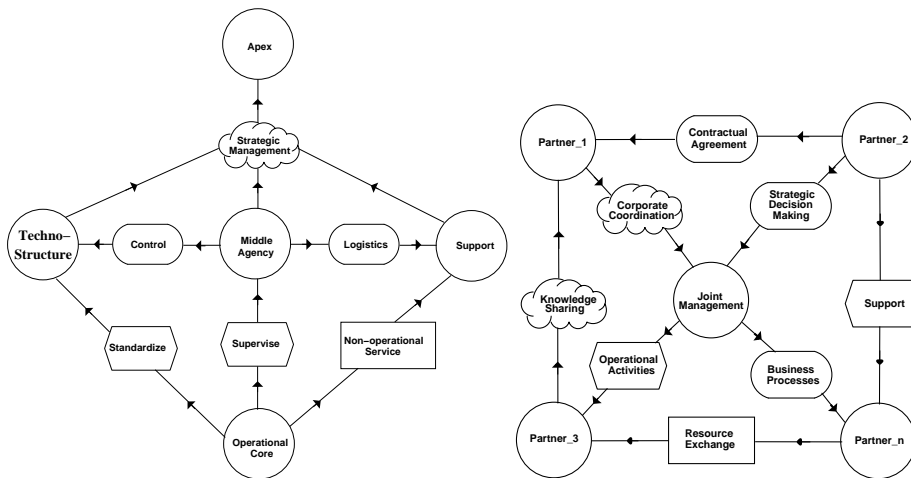 Apex
Strategic
Management
Techno–
Structure
Control
Middle
Agency
Logistics
Support
Standardize
Supervise
Non–operational
Service
Operational
Core
Partner_1
Contractual
Agreement
Partner_2
Corporate
Coordination
Strategic
Decision
Making
Knowledge
Sharing
Joint
Management
Support
Operational
Activities
Business
Processes
Partner_3
Resource
Exchange
Partner_n